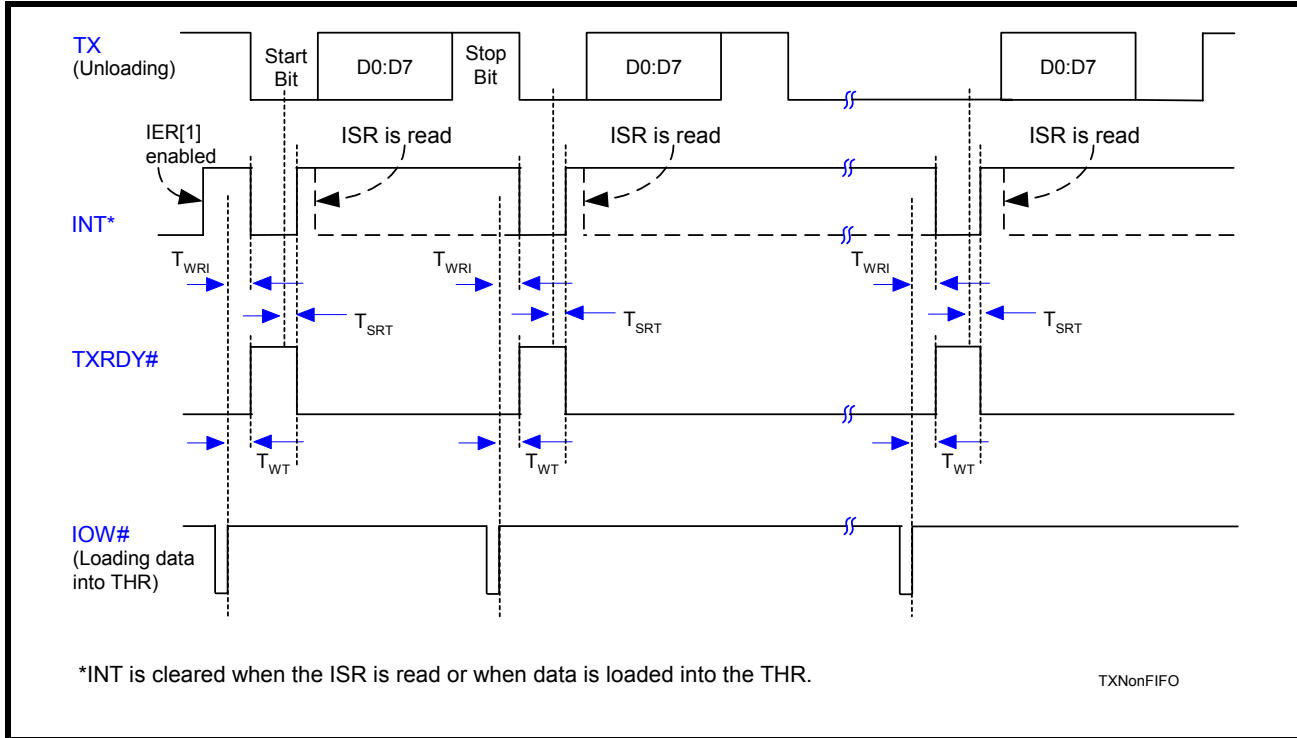 TX
(Unloading)
Start
Bit
D0:D7
Stop
Bit
D0:D7
D0:D7
IER[1]
enabled
ISR is read
ISR is read
ISR is read
INT*
TWRI
TWRI
TWRI
TSRT
TSRT
TSRT
TXRDY#
TWT
TWT
TWT
IOW#
(Loading data
into THR)
*INT is cleared when the ISR is read or when data is loaded into the THR.
TXNonFIFO